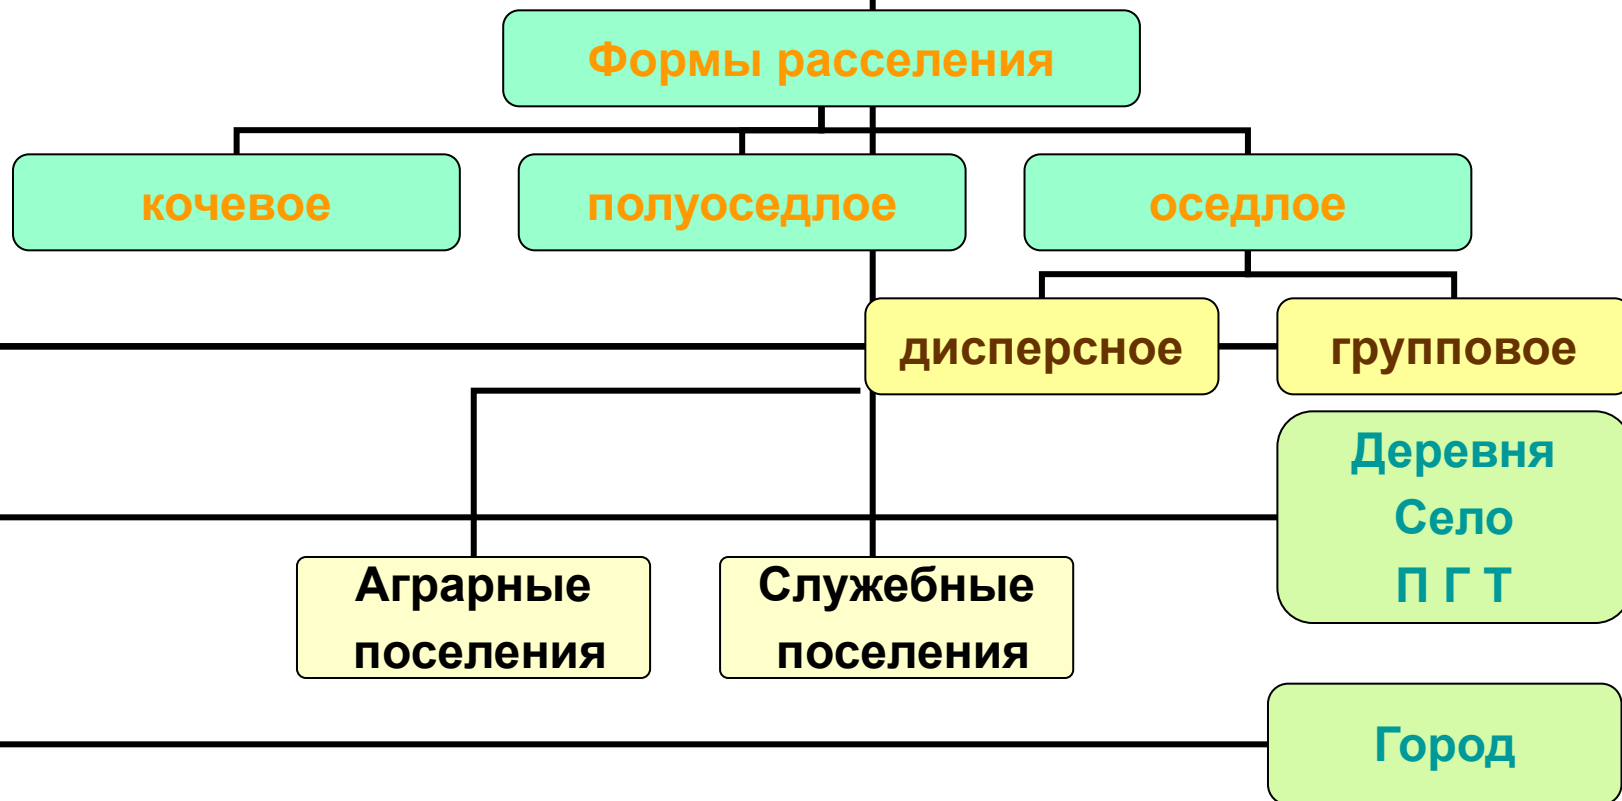 Формы расселения
кочевое
полуоседлое
оседлое
дисперсное
групповое
Деревня
Село
П Г Т
Аграрные
поселения
Служебные
поселения
Город